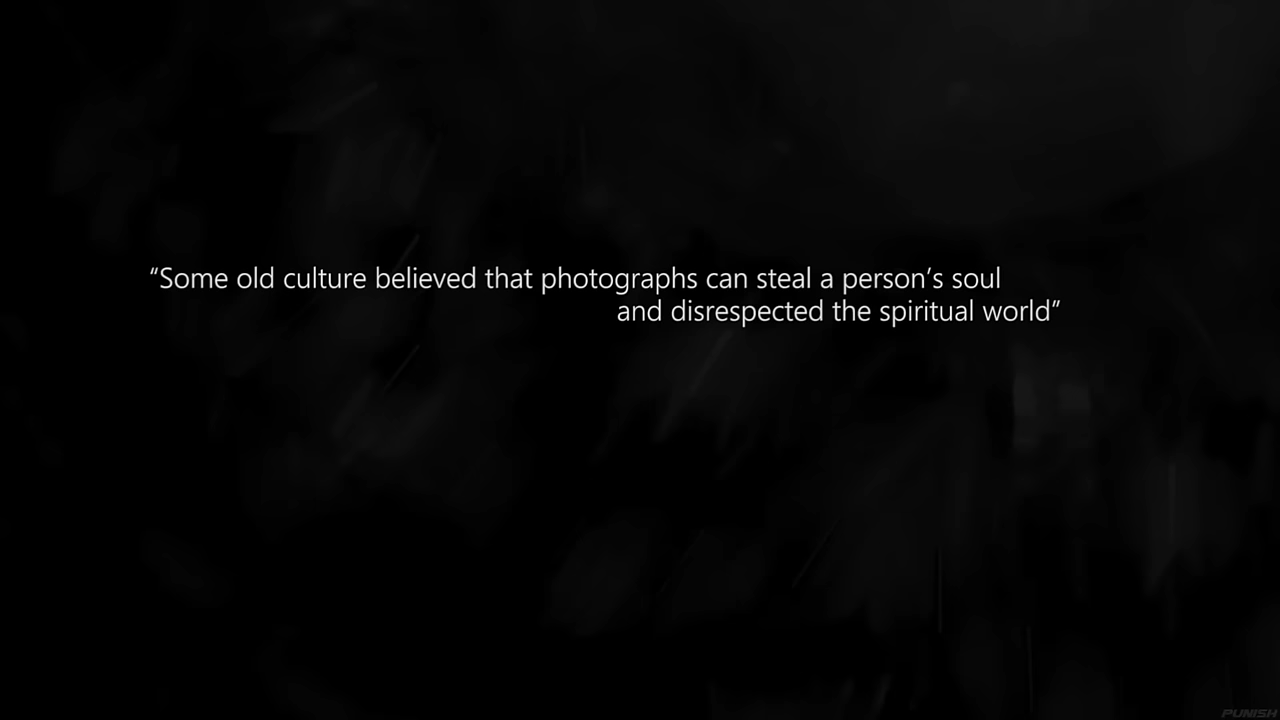 “Some old culture believed that photographs can steal a person’s soul
and disrespected the spiritual world”
PUNISH